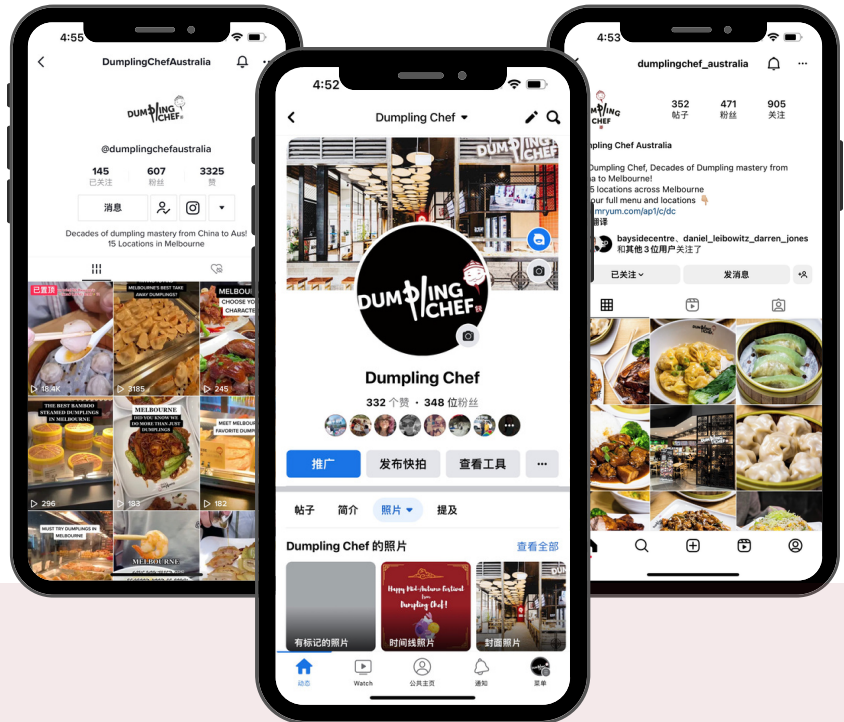 4:55
DumplingChefAustralia
DUMPLING
CHEF
@dumplingchefaustralia
145
607
3325
已关注
粉丝
赞
消息
Decades of dumpling mastery from China to Aus!
15 Locations in Melbourne
已置顶
18.4K
MELBOURNE'S BEST TAKE
AWAY DUMPLINGS?
3185
CHOOSE
245
THE BEST BAMBOO
STEAMED DUMPLINGS
IN MELBOURNE
296
MELBOURNE
DID YOU KNOW WE
DO MORE THAN JUST
DUMPLINGS
183
MEET
FAVORITE
182
MUST TRY DUMPLINGS IN
MELBOURNE
MELBOURNE
4:52
Dumpling Chef
DUMPLING
CHEF
DUMPLING
CHEF
Dumpling Chef
332 个赞 · 348 位粉丝
推广
发布快拍
查看工具
帖子
简介
照片
提及
Dumpling Chef 的照片
查看全部
有标记的照片
Happy Mid-Autumn Festival
from
Dumpling Chef!
时间线照片
封面照片
动态
Watch
公共主页
通知
菜单
4:53
dumplingchef_australia
CHEF
352
471
905
帖子
粉丝
关注
Chef Australia
Dumpling Chef, Decades of Dumpling mastery from
to Melbourne!
5 locations across Melbourne
our full menu and locations
mryum.com/ap1/c/dc
翻译
baysidecentre、daniel_leibowitz_darren_jones
和其他 3 位用户关注了
已关注
发消息